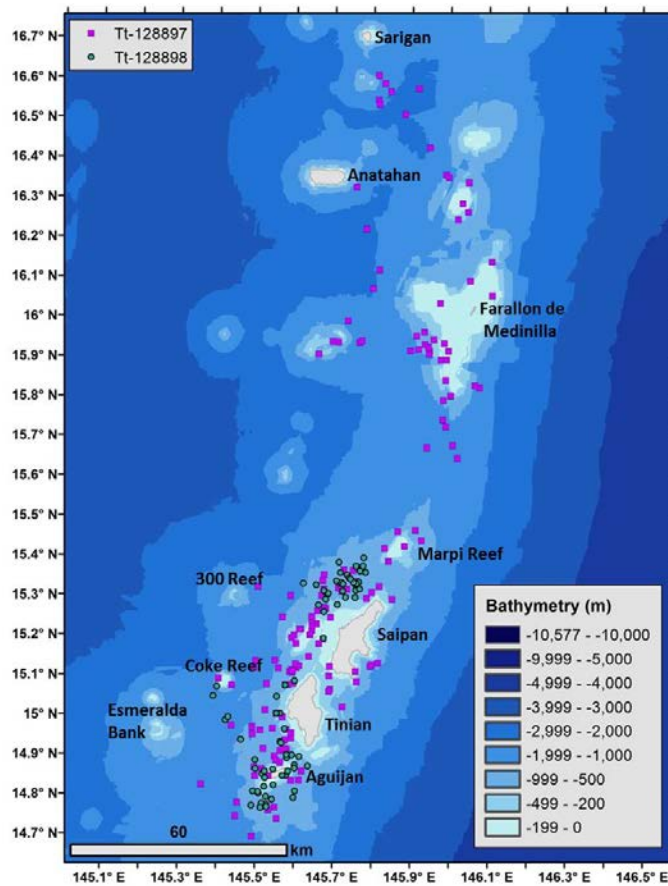 Tt-128897
Tt-128898
16.7° N
16.6° N
16.5° N
16.4° N
16.3° N
16.2° N
16.1° N
16° N
15.9° N
15.8° N
15.7° N
15.6° N
15.5° N
15.4° N
15.3° N
15.2° N
15.1° N
15° N
14.9° N
14.8° N
14.7° N
Sarigan
Anatahan
Farallon de
Medinilla
Marpi Reef
300 Reef
Saipan
Coke Reef
Esmeralda
Bank
Tinian
Aguijan
60
km
Bathymetry (m)
-10,577 - -10,000
-9,999 - -5,000
-4,999 - -4,000
-3,999 - -3,000
-2,999 - -2,000
-1,999 - -1,000
-999 - -500
-499 - -200
-199 - 0
145.1° E 145.3° E 145.5° E 145.7° E 145.9° E 146.1° E 146.3° E 146.5° E